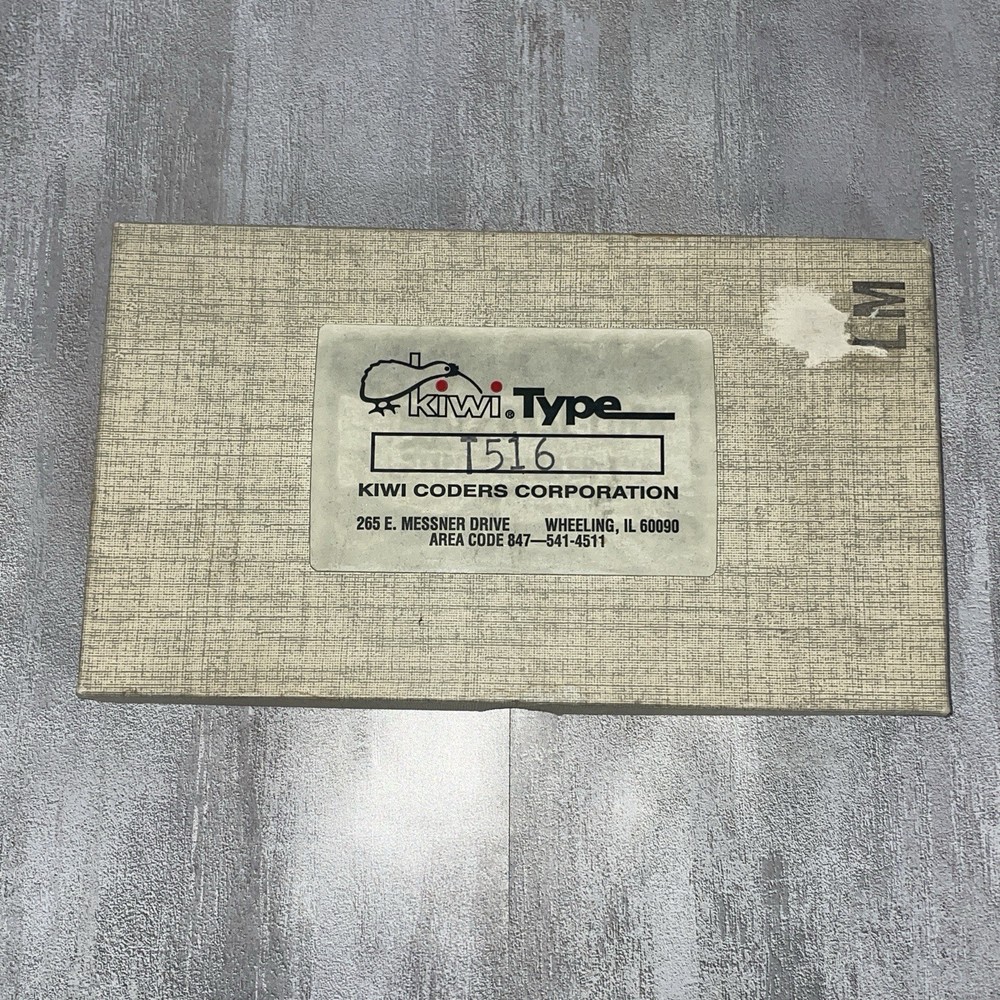 kiwi® Type
T516
KIWI CODERS CORPORATION
265 E. MESSNER DRIVE WHEELING, IL 60090
AREA CODE 847—541-4511
LM